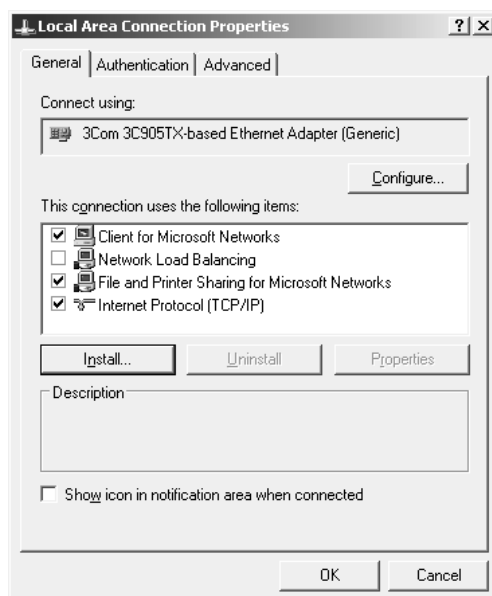 Local Area Connection Properties ? X
General Authentication Advanced
Connect using:
3Com 3C905TX-based Ethernet Adapter (Generic)
Configure...
This connection uses the following items:
Client for Microsoft Networks
Network Load Balancing
File and Printer Sharing for Microsoft Networks
Internet Protocol (TCP/IP)
Install... Uninstall Properties
Description
Show icon in notification area when connected
OK Cancel